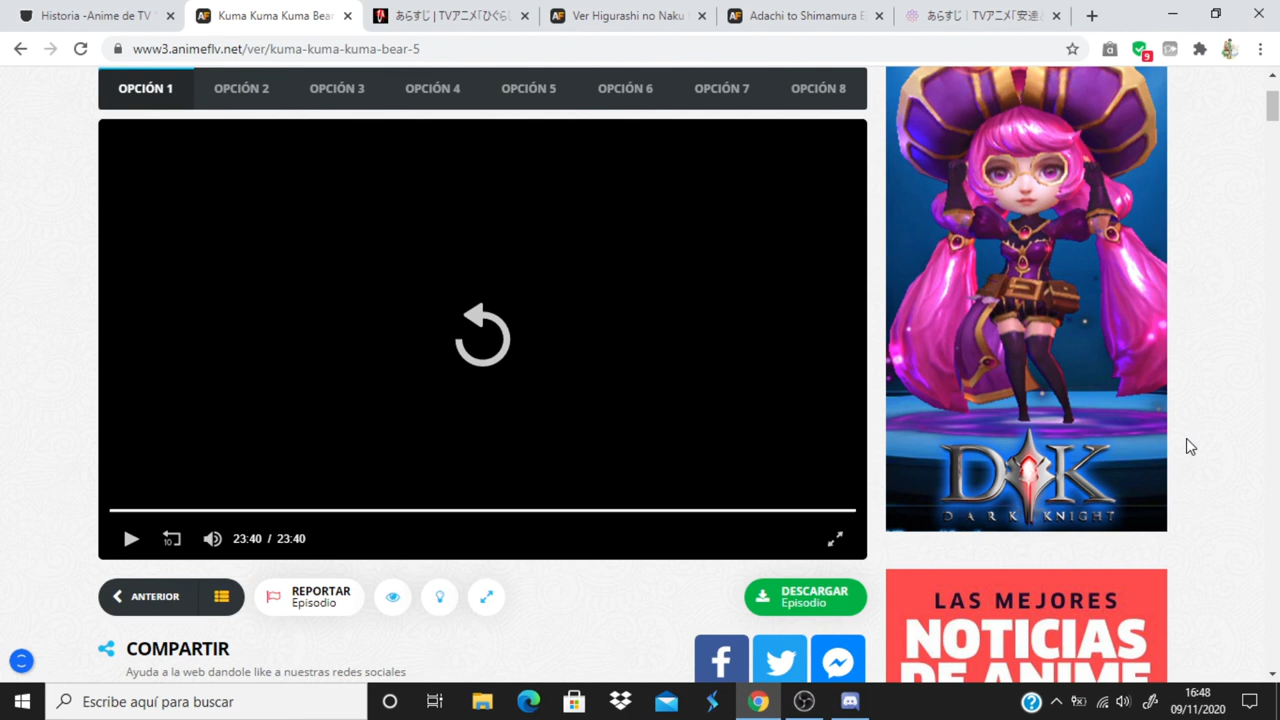 Historia -Anime de TV "
Kuma Kuma Kuma Bear
あらすじ | TVアニメ「ひぐらし
Ver Higurashi no Naku
Adachi to Shimamura E
あらすじ | TVアニメ「安達と
www3.animeflv.net/ver/kuma-kuma-kuma-bear-5
9
OPCIÓN 1
OPCIÓN 2
OPCIÓN 3
OPCIÓN 4
OPCIÓN 5
OPCIÓN 6
OPCIÓN 7
OPCIÓN 8
DK
DARK KNIGHT
10
23:40 / 23:40
ANTERIOR
REPORTAR
Episodio
DESCARGAR
Episodio
COMPARTIR
Ayuda a la web dandole like a nuestras redes sociales
LAS MEJORES
NOTICIAS
DE ANIME
Escribe aquí para buscar
16:48
09/11/2020